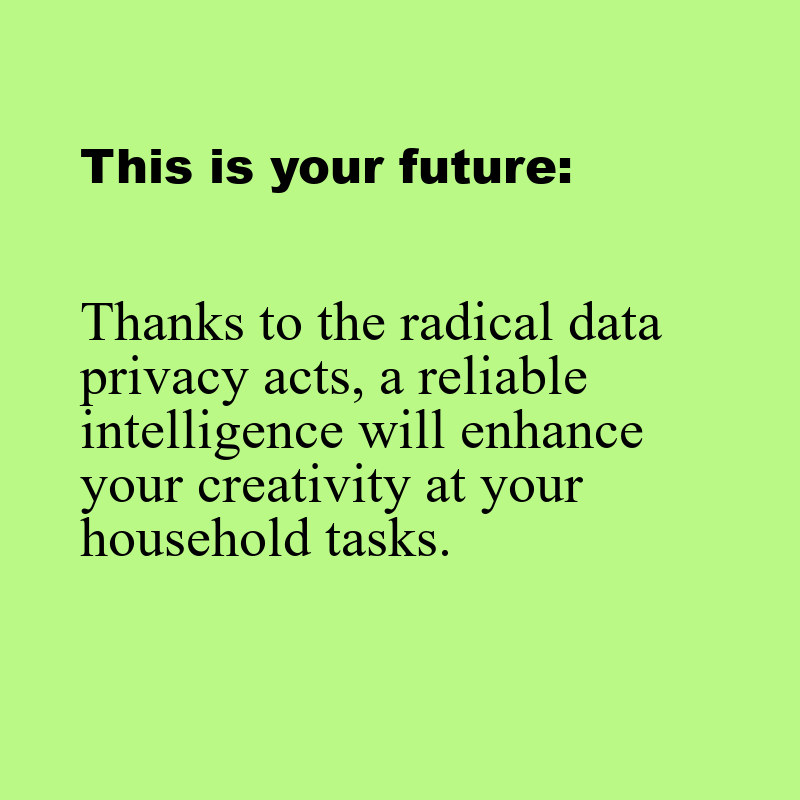 This is your future:
Thanks to the radical data
privacy acts, a reliable
intelligence will enhance
your creativity at your
household tasks.